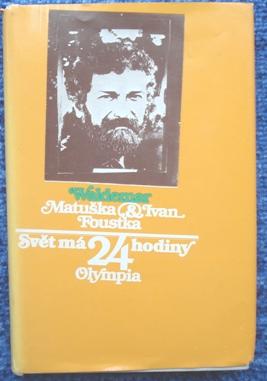 Waldemar
Matuška & Ivan
Foustka
Svět má 24 hodiny
Olympia